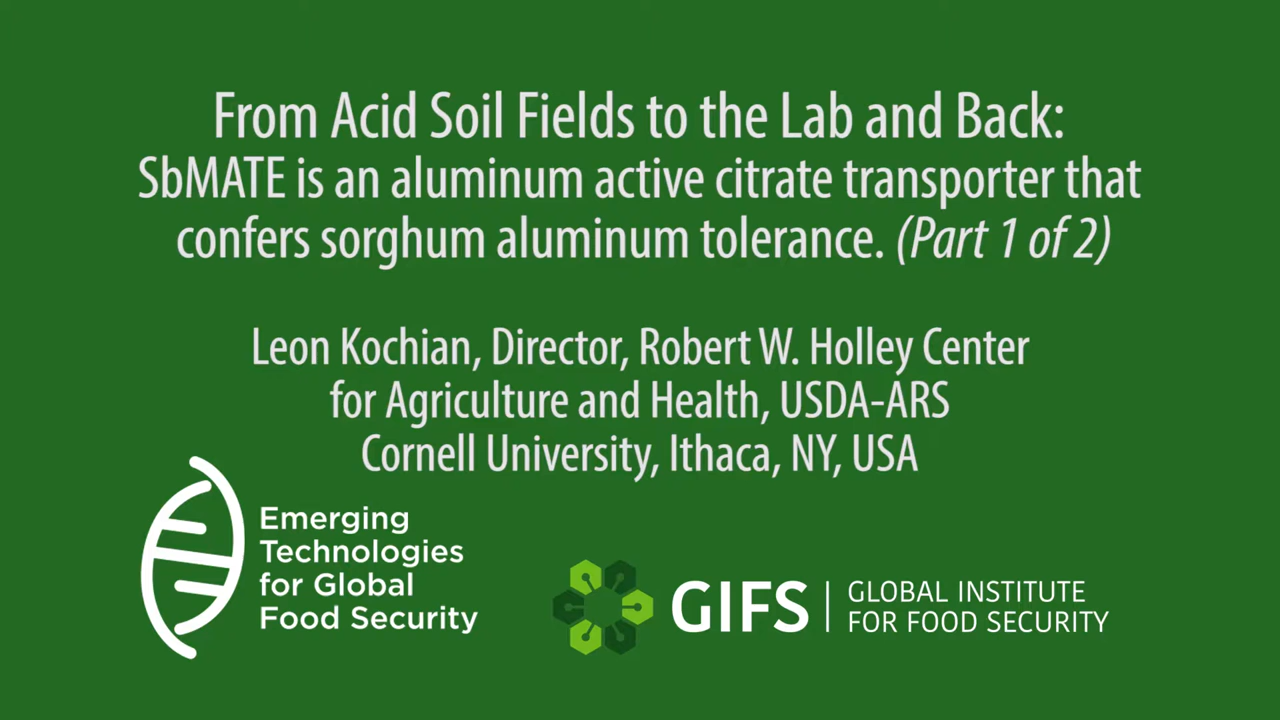 From Acid Soil Fields to the Lab and Back:
SbMATE is an aluminum active citrate transporter that
confers sorghum aluminum tolerance. (Part 1 of 2)
Leon Kochian, Director, Robert W. Holley Center
for Agriculture and Health, USDA-ARS
Cornell University, Ithaca, NY, USA
Emerging
Technologies
for Global
Food Security
GIFS
GLOBAL INSTITUTE
FOR FOOD SECURITY